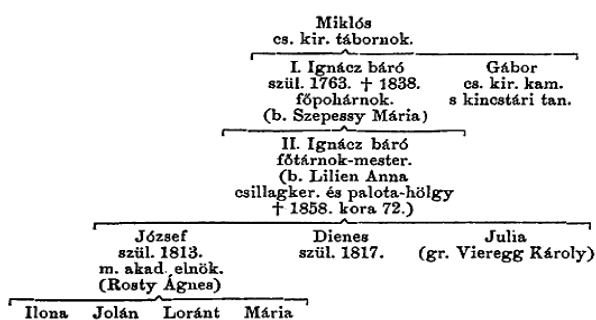 Miklós
cs. kir. tábornok.
I. Ignácz báró
szül. 1763. † 1838.
főpohárnok.
(b. Szepessy Mária)
Gábor
cs. kir. kam.
s kincstári tan.
II. Ignácz báró
főtárnok-mester.
(b. Lilien Anna
csillagker. és palota-hölgy
† 1858. kora 72.)
József
szül. 1813.
m. akad. elnök.
(Rosty Ágnes)
Dienes
szül. 1817.
Julia
(gr. Vieregg Károly)
Ilona Jolán Loránt Mária